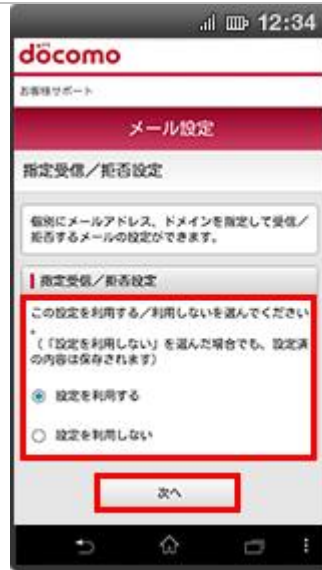 12:34
döcomo
お客様サポート
メール設定
指定受信／拒否設定
個別にメールアドレス、ドメインを指定して受信／
拒否するメールの設定ができます。
指定受信／拒否設定
この設定を利用する／利用しないを選んでください
。
（「設定を利用しない」を選んだ場合でも、設定済
の内容は保存されます）
設定を利用する
設定を利用しない
次へ